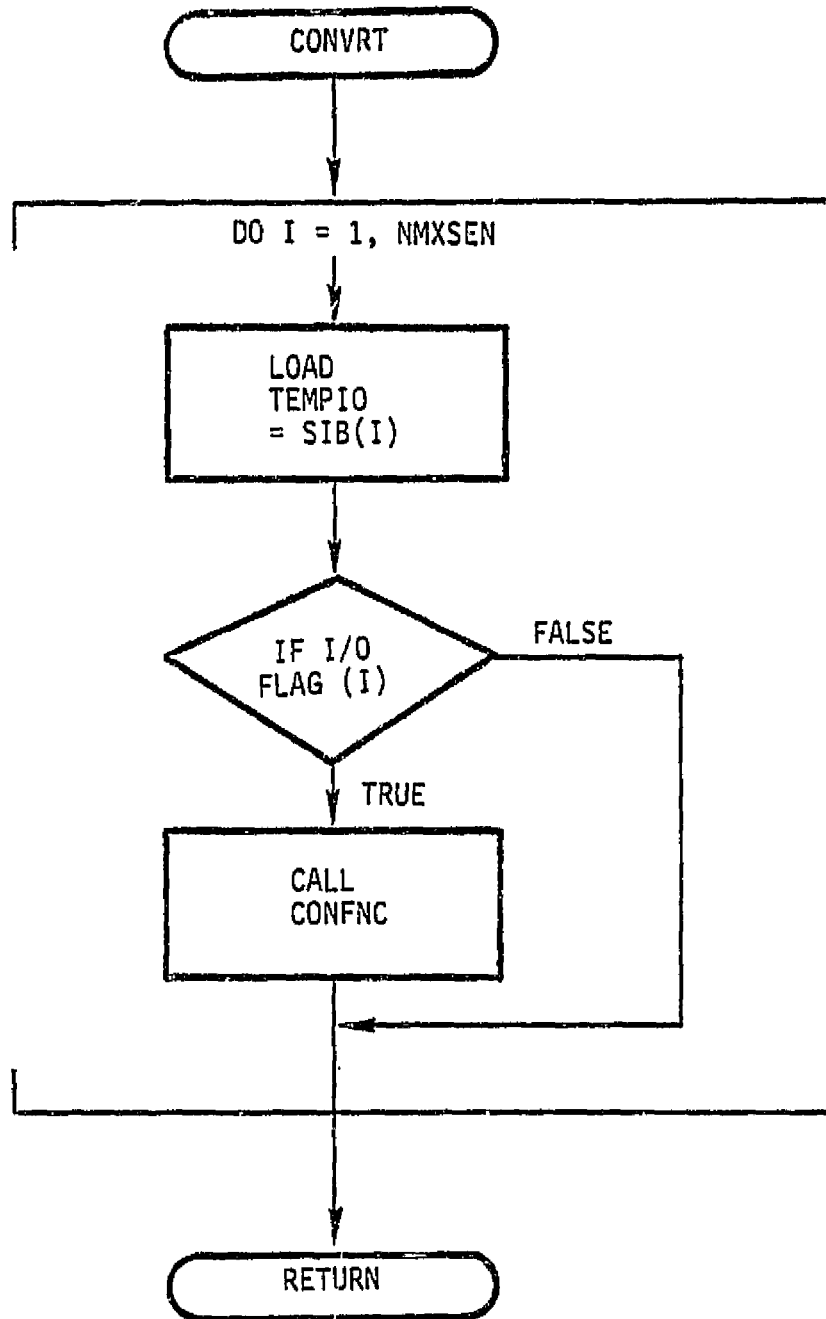 CONVRT
DO I = 1, NMXSEN
LOAD
TEMPIO
= SIB(I)
IF I/O
FLAG (I)
FALSE
TRUE
CALL
CONFNC
RETURN